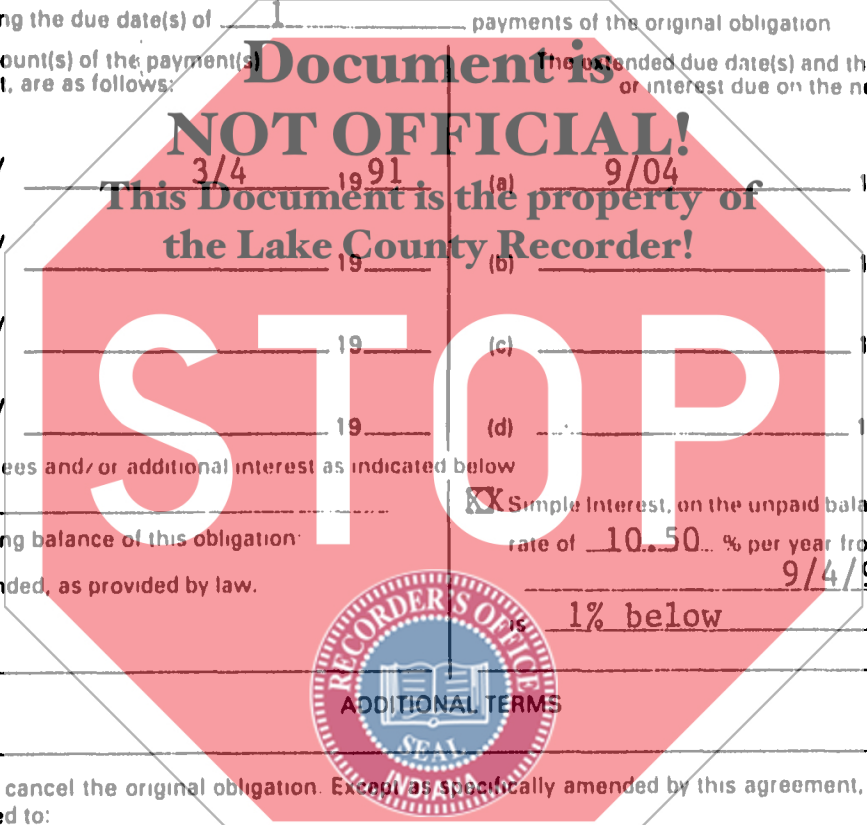 ng the due date(s) of 1 payments of the original obligation
Document is
ount(s) of the payment(s) The extended due date(s) and th
t, are as follows: or interest due on the n
NOT OFFICIAL!
3/4 1991 (a) 9/04
This Document is the property of
the Lake County Recorder!
19 (b)
STOP
19 (c)
19 (d) 1
ees and/or additional interest as indicated below
XX Simple Interest, on the unpaid bala
ng balance of this obligation rate of 10.50 % per year fro
nded, as provided by law. 9/4/9
is 1% below
RECORDER'S OFFICE
SEAL
INDIANA
ADDITIONAL TERMS
cancel the original obligation. Except as specifically amended by this agreement,
ed to: